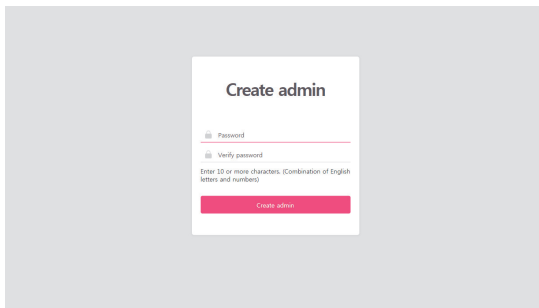 Create admin
Password
Verify password
Enter 10 or more characters. (Combination of English
letters and numbers)
Create admin